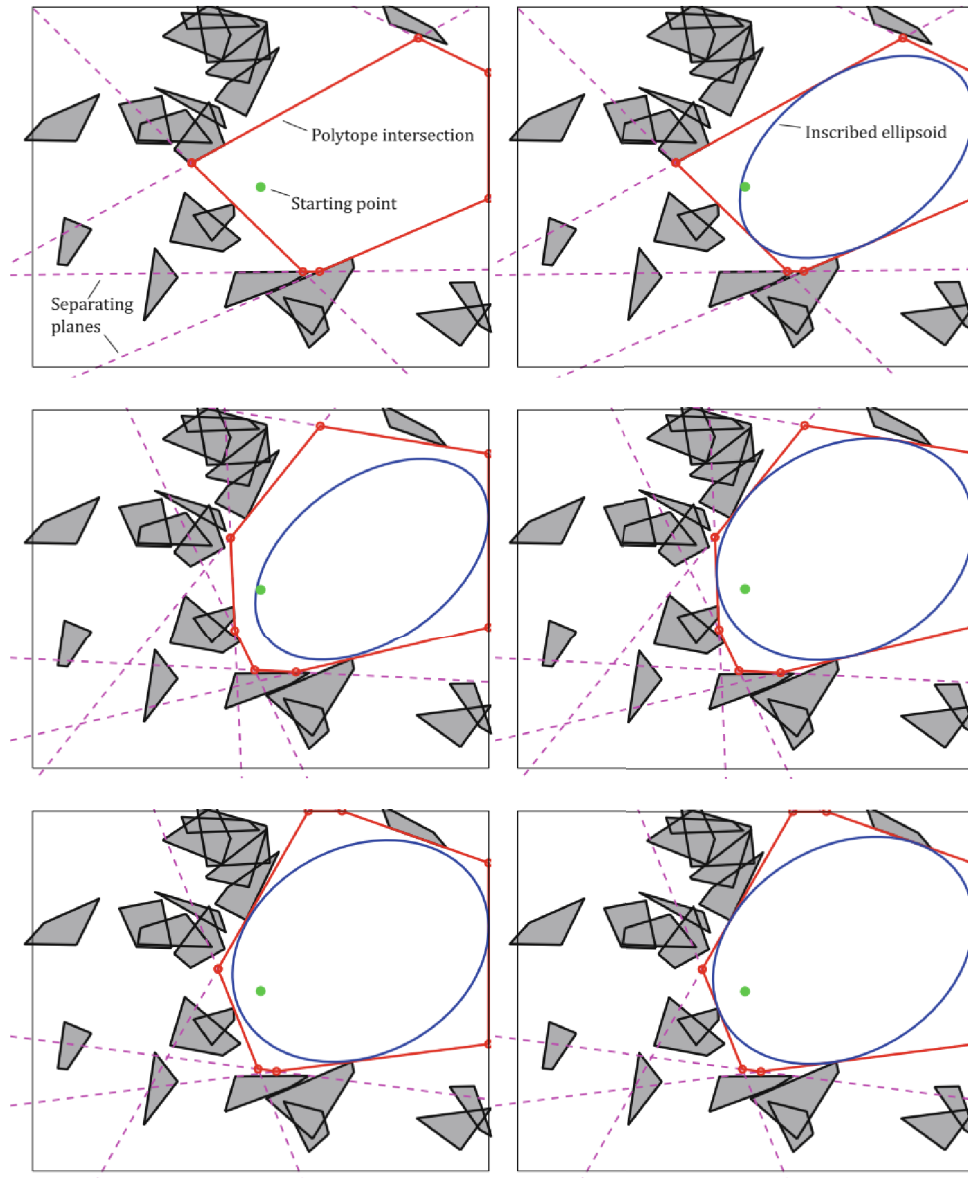 Polytope intersection
Inscribed ellipsoid
Starting point
Separating
planes